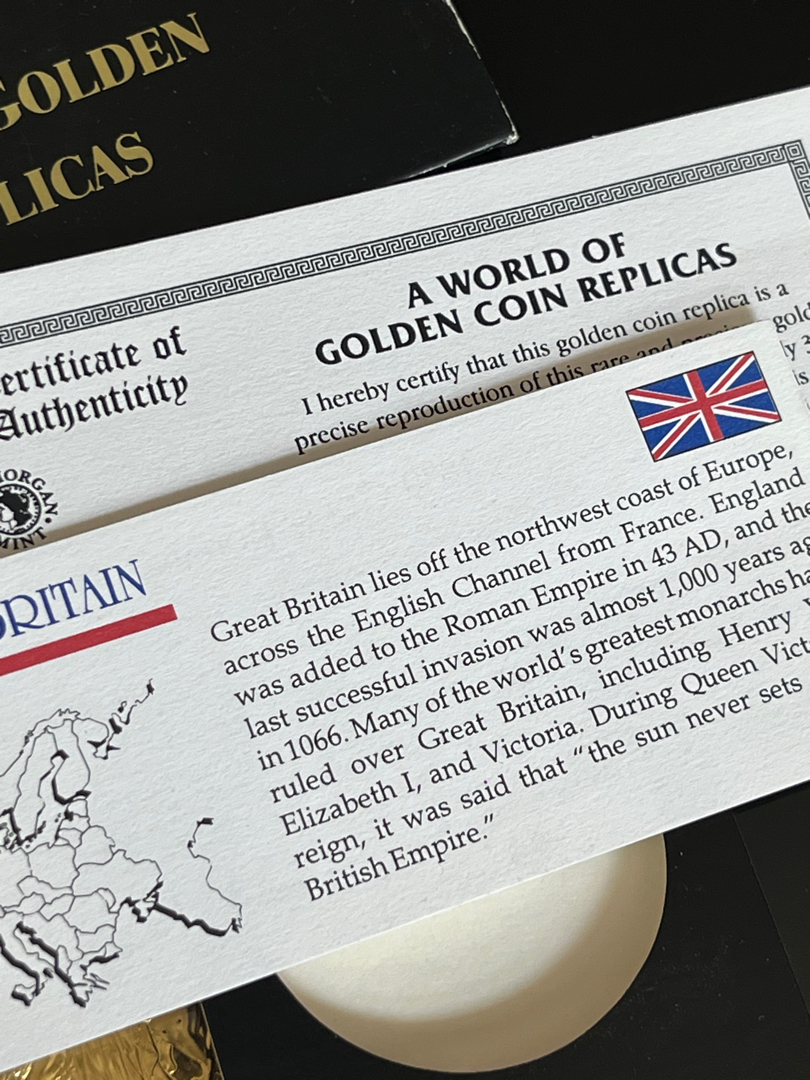 GOLDEN
LICAS
A WORLD OF
GOLDEN COIN REPLICAS
ertificate of
Authenticity
I hereby certify that this golden coin replica is a
precise reproduction of this rare and gold
ORGAN
MINT
BRITAIN
Great Britain lies off the northwest coast of Europe,
across the English Channel from France. England
was added to the Roman Empire in 43 AD, and the
last successful invasion was almost 1,000 years ag
in 1066. Many of the world's greatest monarchs ha
ruled over Great Britain, including Henry
Elizabeth I, and Victoria. During Queen Vict
reign, it was said that "the sun never sets
British Empire."